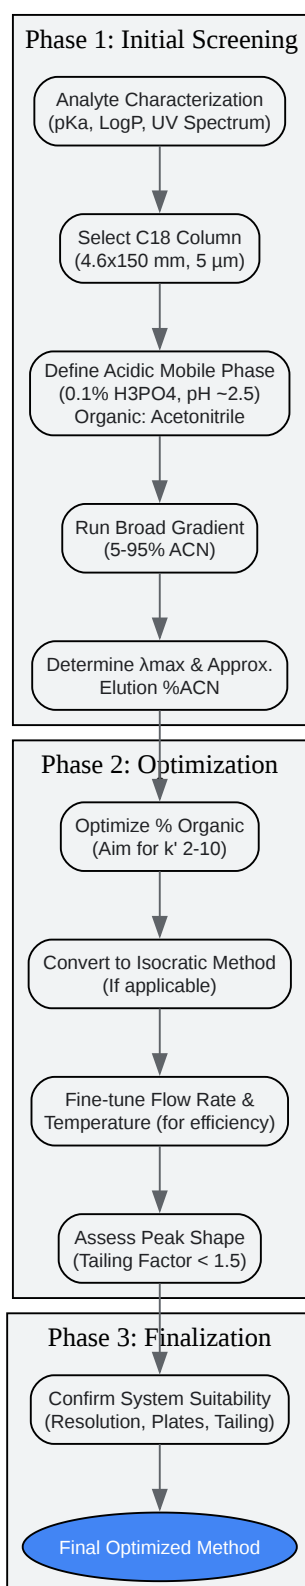 Phase 1: Initial Screening
Analyte Characterization
(pKa, LogP, UV Spectrum)
Select C18 Column
(4.6x150 mm, 5 µm)
Define Acidic Mobile Phase
(0.1% H3PO4, pH ~2.5)
Organic: Acetonitrile
Run Broad Gradient
(5-95% ACN)
Determine λmax & Approx.
Elution %ACN
Phase 2: Optimization
Optimize % Organic
(Aim for k' 2-10)
Convert to Isocratic Method
(If applicable)
Fine-tune Flow Rate &
Temperature (for efficiency)
Assess Peak Shape
(Tailing Factor < 1.5)
Phase 3: Finalization
Confirm System Suitability
(Resolution, Plates, Tailing)
Final Optimized Method